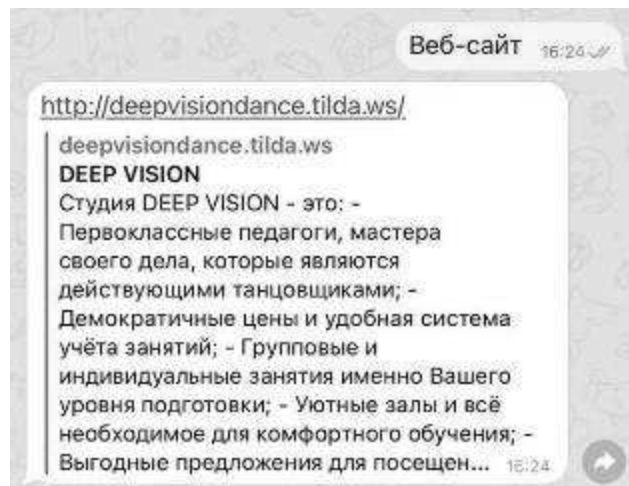 Веб-сайт 16:24
http://deepvisiondance.tilda.ws/
deepvisiondance.tilda.ws
DEEP VISION
Студия DEEP VISION - это: -
Первоклассные педагоги, мастера
своего дела, которые являются
действующими танцовщиками; -
Демократичные цены и удобная система
учёта занятий; - Групповые и
индивидуальные занятия именно Вашего
уровня подготовки; - Уютные залы и всё
необходимое для комфортного обучения; -
Выгодные предложения для посещен... 16:24